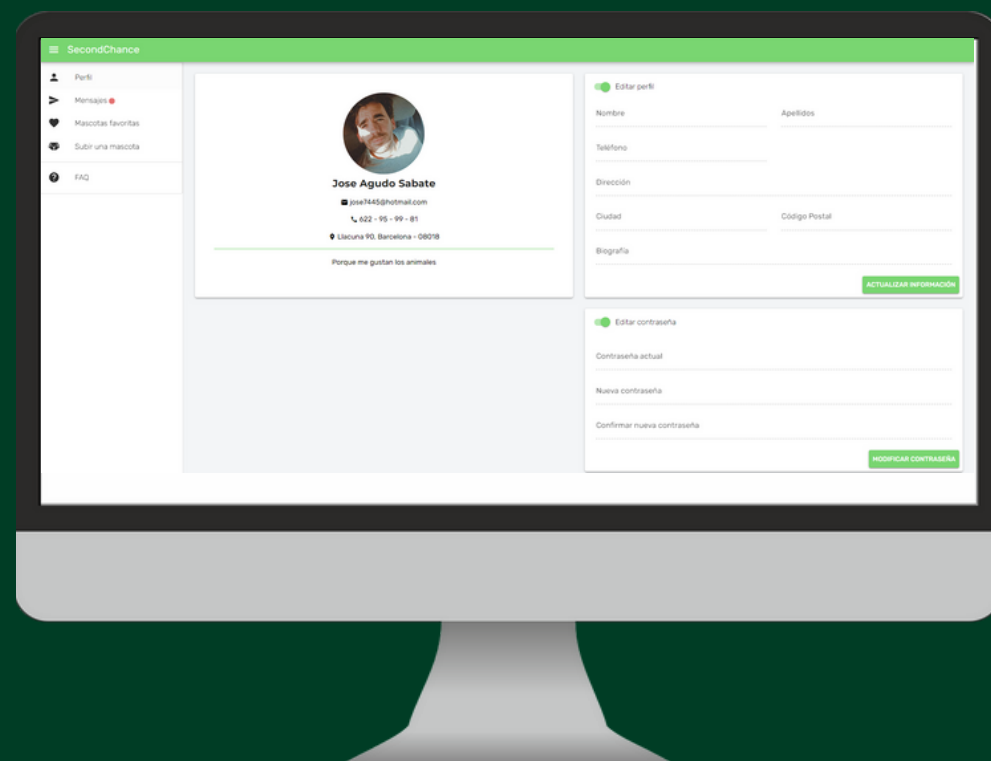 SecondChance
Perfil
Mensajes
Mascotas favoritas
Subir una mascota
FAQ
Jose Agudo Sabate
jose7445@hotmail.com
622 - 95 - 99 - 81
Llacuna 90, Barcelona - 08018
Porque me gustan los animales
Editar perfil
Nombre Apellidos
Teléfono
Dirección
Ciudad Código Postal
Biografía
ACTUALIZAR INFORMACIÓN
Editar contraseña
Contraseña actual
Nueva contraseña
Confirmar nueva contraseña
MODIFICAR CONTRASEÑA